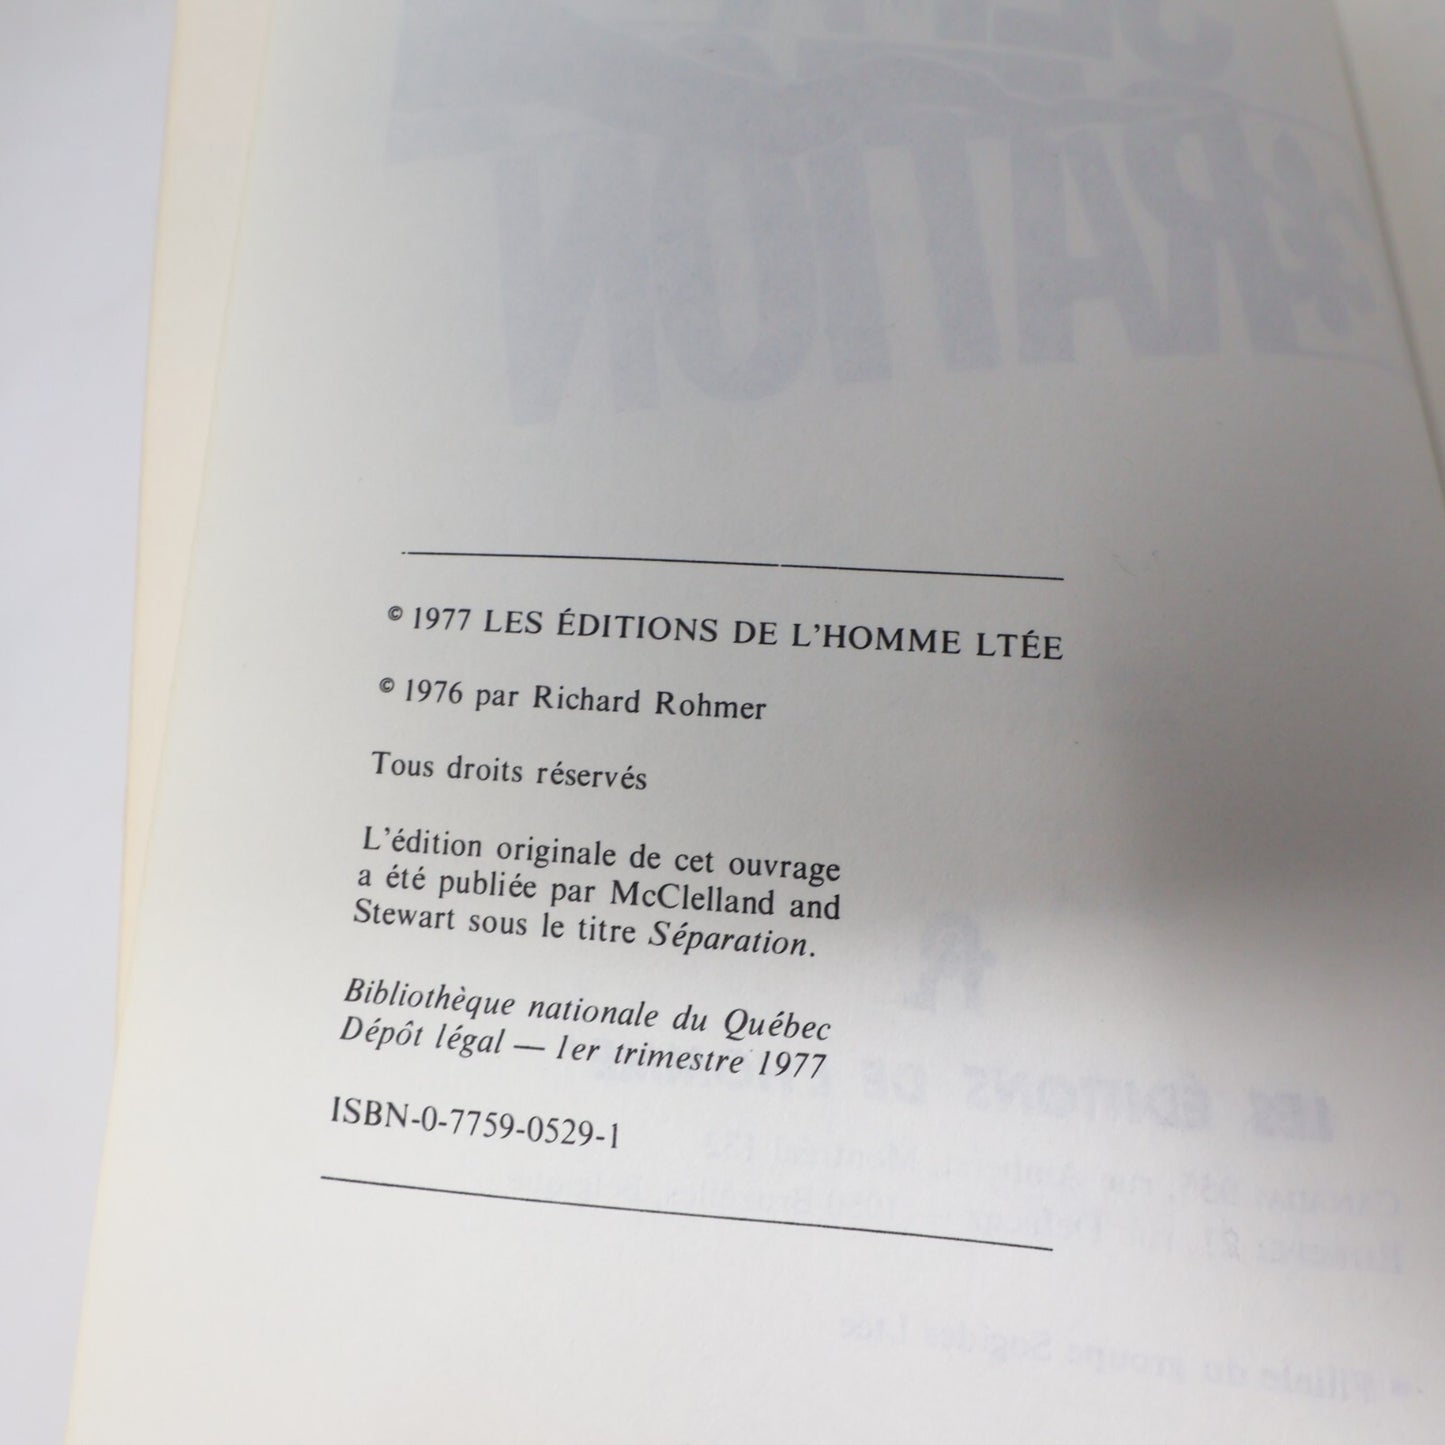 © 1977 LES ÉDITIONS DE L'HOMME LTÉE
© 1976 par Richard Rohmer
Tous droits réservés
L'édition originale de cet ouvrage
a été publiée par McClelland and
Stewart sous le titre Séparation.
Bibliothèque nationale du Québec
Dépôt légal — 1er trimestre 1977
ISBN-0-7759-0529-1